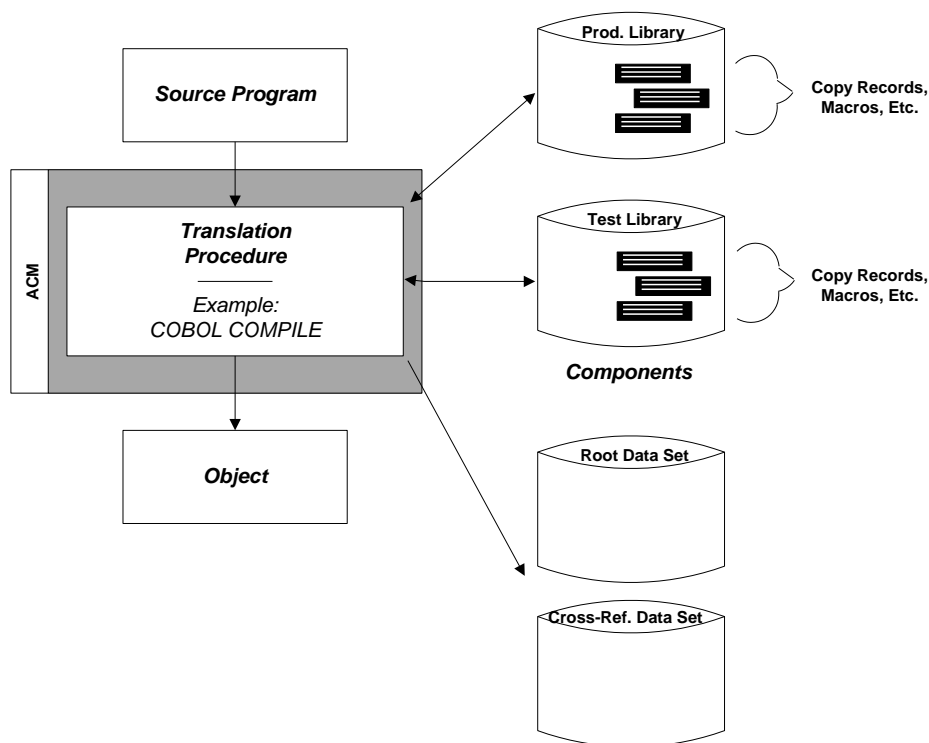 Prod. Library
Source Program
Copy Records,
Macros, Etc.
ACM
Translation
Procedure
Example:
COBOL COMPILE
Test Library
Copy Records,
Macros, Etc.
Components
Object
Root Data Set
Cross-Ref. Data Set